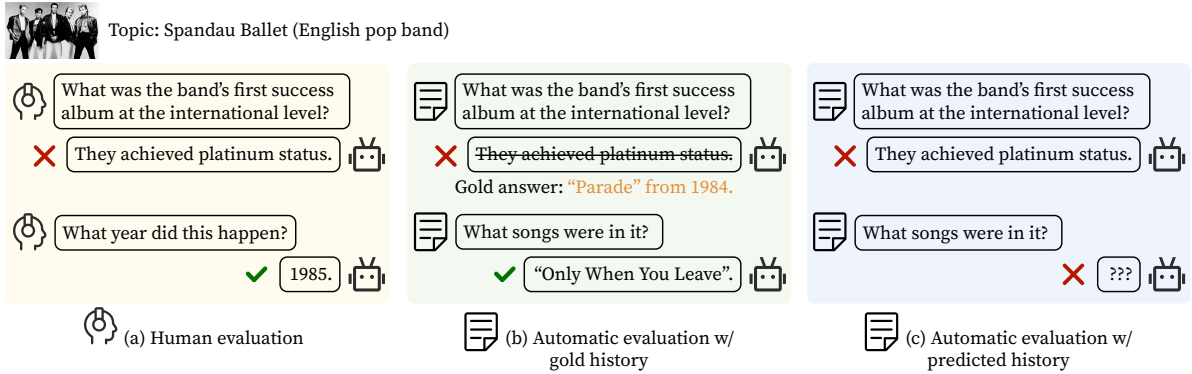 Topic: Spandau Ballet (English pop band)
What was the band’s first success
album at the international level?
They achieved platinum status.
What year did this happen?
1985.
(a) Human evaluation
What was the band’s first success
album at the international level?
They achieved platinum status.
Gold answer: “Parade” from 1984.
What songs were in it?
“Only When You Leave”.
(b) Automatic evaluation w/
gold history
What was the band’s first success
album at the international level?
They achieved platinum status.
What songs were in it?
???
(c) Automatic evaluation w/
predicted history